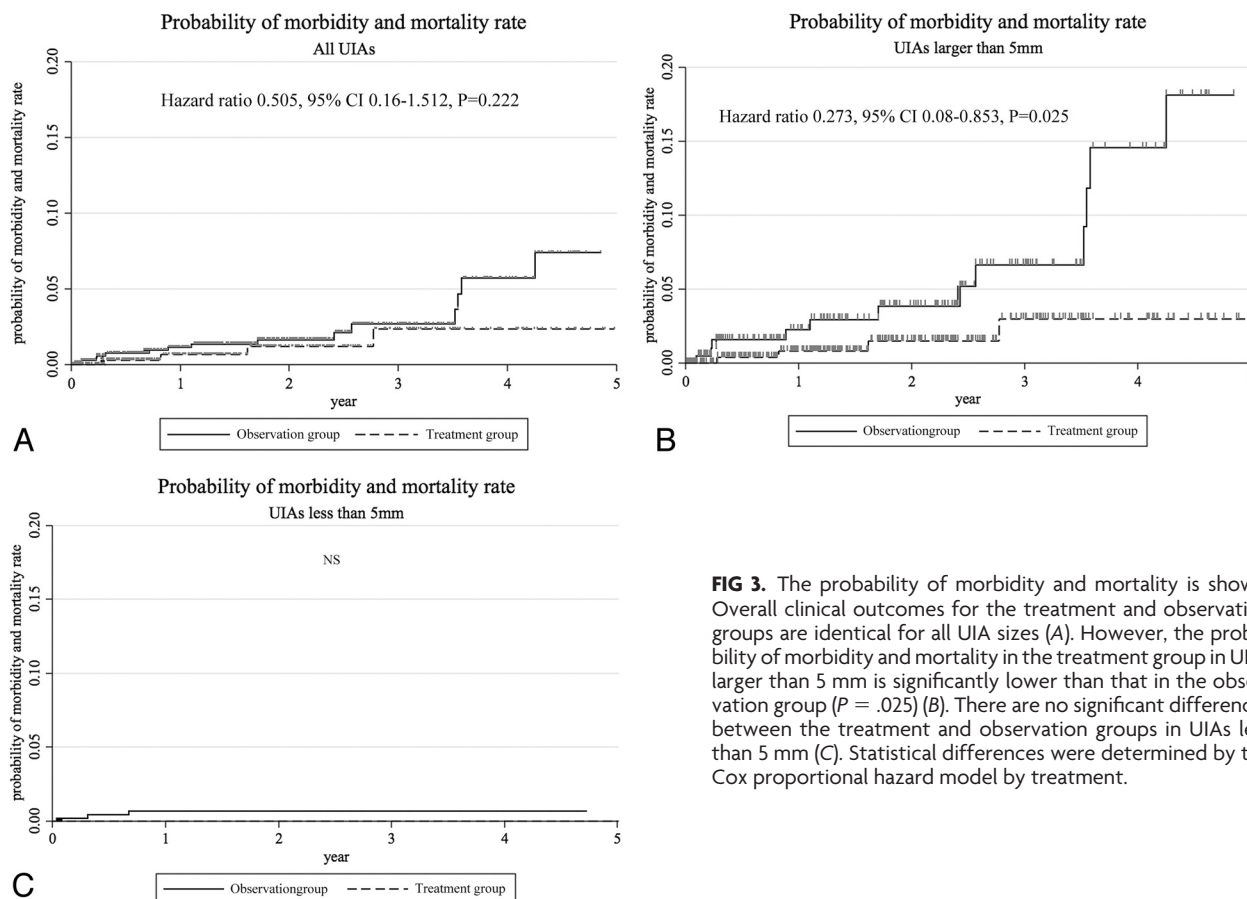 Probability of morbidity and mortality rate
All UIAs
Hazard ratio 0.505, 95% CI 0.16-1.512, P=0.222
probability of morbidity and mortality rate
0.20
0.15
0.10
0.05
0.00
0 1 2 3 4 5
year
Observation group Treatment group
A
Probability of morbidity and mortality rate
UIAs larger than 5mm
Hazard ratio 0.273, 95% CI 0.08-0.853, P=0.025
probability of morbidity and mortality rate
0.20
0.15
0.10
0.05
0.00
0 1 2 3 4
year
Observationgroup Treatment group
B
Probability of morbidity and mortality rate
UIAs less than 5mm
NS
probability of morbidity and mortality rate
0.20
0.15
0.10
0.05
0.00
0 1 2 3 4 5
year
Observationgroup Treatment group
C
FIG 3. The probability of morbidity and mortality is show
Overall clinical outcomes for the treatment and observati
groups are identical for all UIA sizes (A). However, the prob
bility of morbidity and mortality in the treatment group in UI
larger than 5 mm is significantly lower than that in the obse
vation group (P = .025) (B). There are no significant differenc
between the treatment and observation groups in UIAs le
than 5 mm (C). Statistical differences were determined by t
Cox proportional hazard model by treatment.